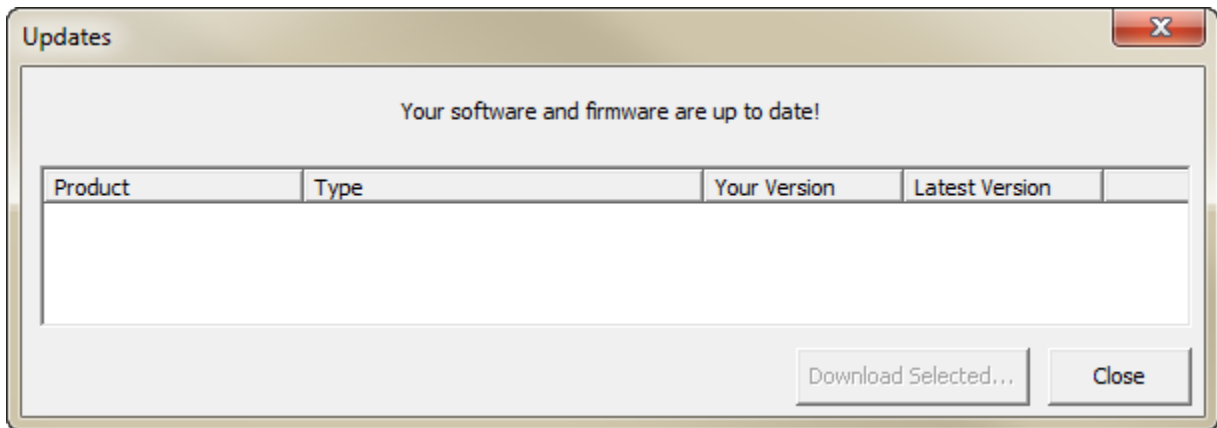 Updates
Your software and firmware are up to date!
Product Type Your Version Latest Version
Download Selected... Close